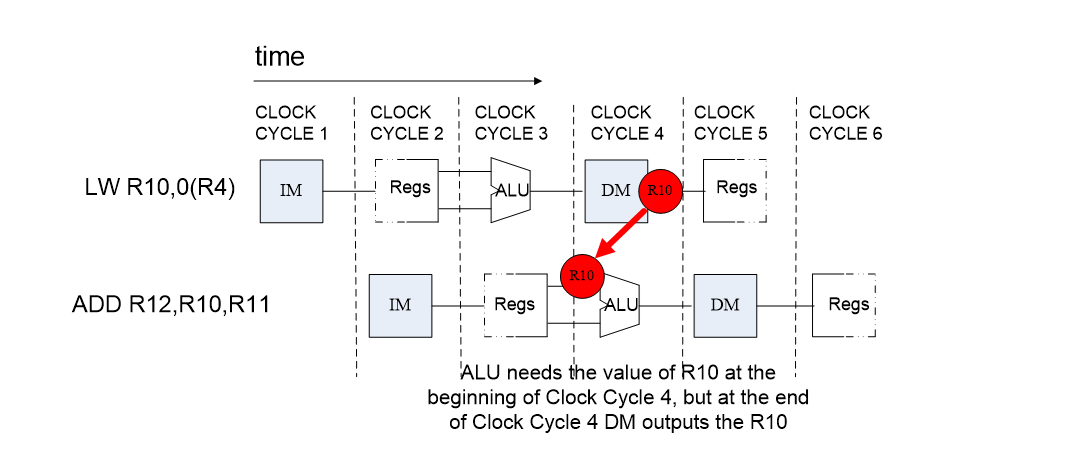 time
CLOCK CYCLE 1
CLOCK CYCLE 2
CLOCK CYCLE 3
CLOCK CYCLE 4
CLOCK CYCLE 5
CLOCK CYCLE 6
LW R10,0(R4)
IM
Regs
ALU
DM
R10
Regs
R10
ADD R12,R10,R11
IM
Regs
ALU
DM
Regs
ALU needs the value of R10 at the
beginning of Clock Cycle 4, but at the end
of Clock Cycle 4 DM outputs the R10